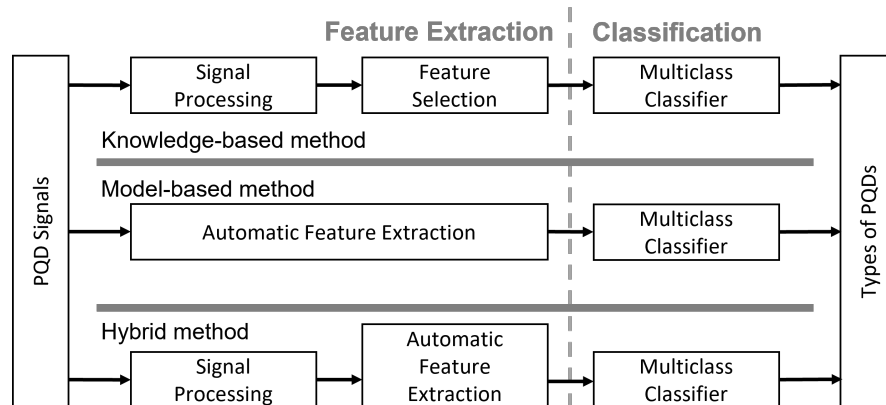 Feature Extraction
Classification
PQD Signals
Signal
Processing
Feature
Selection
Multiclass
Classifier
Types of PQDs
Knowledge-based method
Model-based method
Automatic Feature Extraction
Multiclass
Classifier
Hybrid method
Signal
Processing
Automatic
Feature
Extraction
Multiclass
Classifier